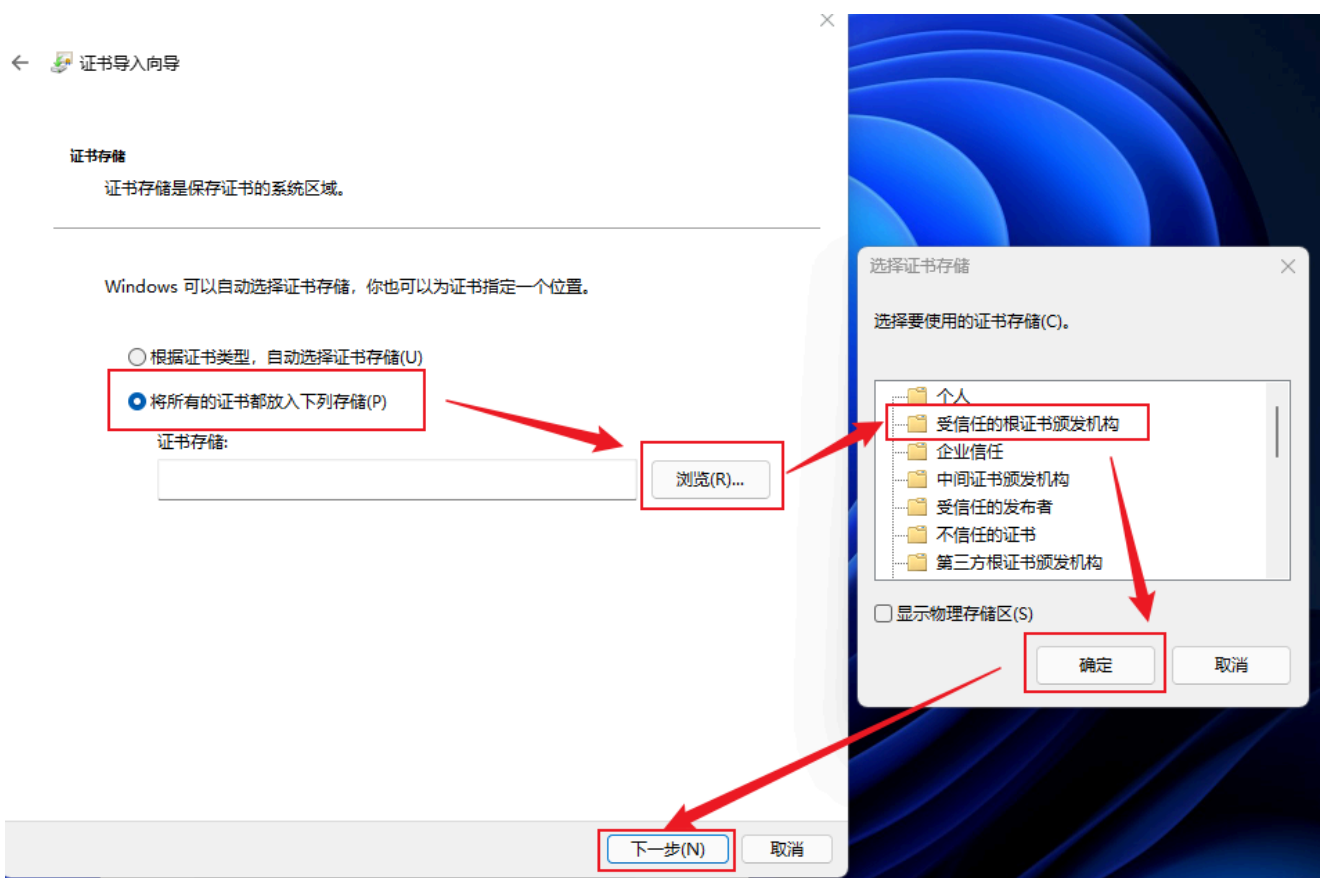 证书导入向导
证书存储
证书存储是保存证书的系统区域。
Windows 可以自动选择证书存储，你也可以为证书指定一个位置。
根据证书类型，自动选择证书存储(U)
将所有的证书都放入下列存储(P)
证书存储:
浏览(R)...
下一步(N)
取消
选择证书存储
选择要使用的证书存储(C)。
个人
受信任的根证书颁发机构
企业信任
中间证书颁发机构
受信任的发布者
不信任的证书
第三方根证书颁发机构
显示物理存储区(S)
确定
取消